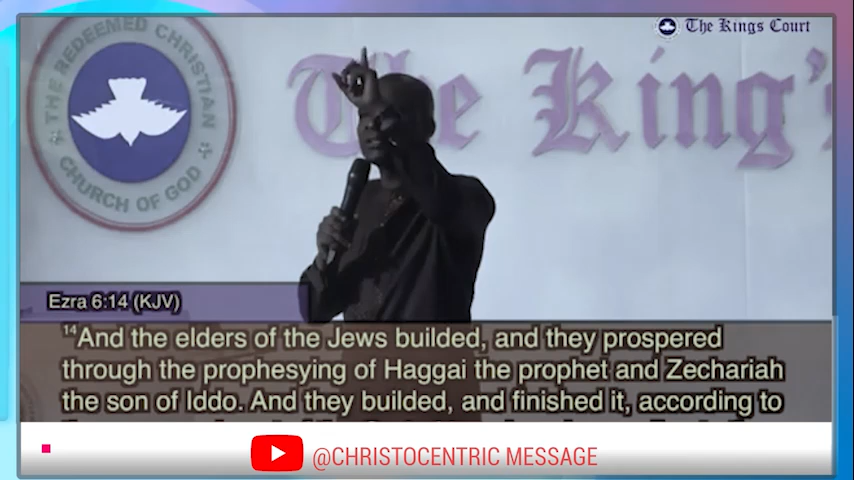 The Kings Court
THE REDEEMED CHRISTIAN
CHURCH OF GOD
The King's
Ezra 6:14 (KJV)
14And the elders of the Jews builded, and they prospered
through the prophesying of Haggai the prophet and Zechariah
the son of Iddo. And they builded, and finished it, according to
@CHRISTOCENTRIC MESSAGE